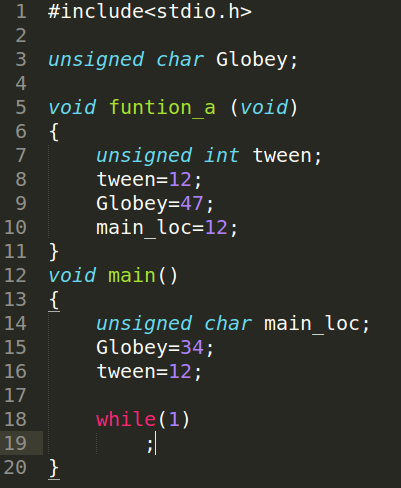 1 #include<stdio.h>
2
3 unsigned char Globey;
4
5 void funtion_a (void)
6 {
7 unsigned int tween;
8 tween=12;
9 Globey=47;
10 main_loc=12;
11 }
12 void main()
13 {
14 unsigned char main_loc;
15 Globey=34;
16 tween=12;
17
18 while(1)
19 ;
20 }